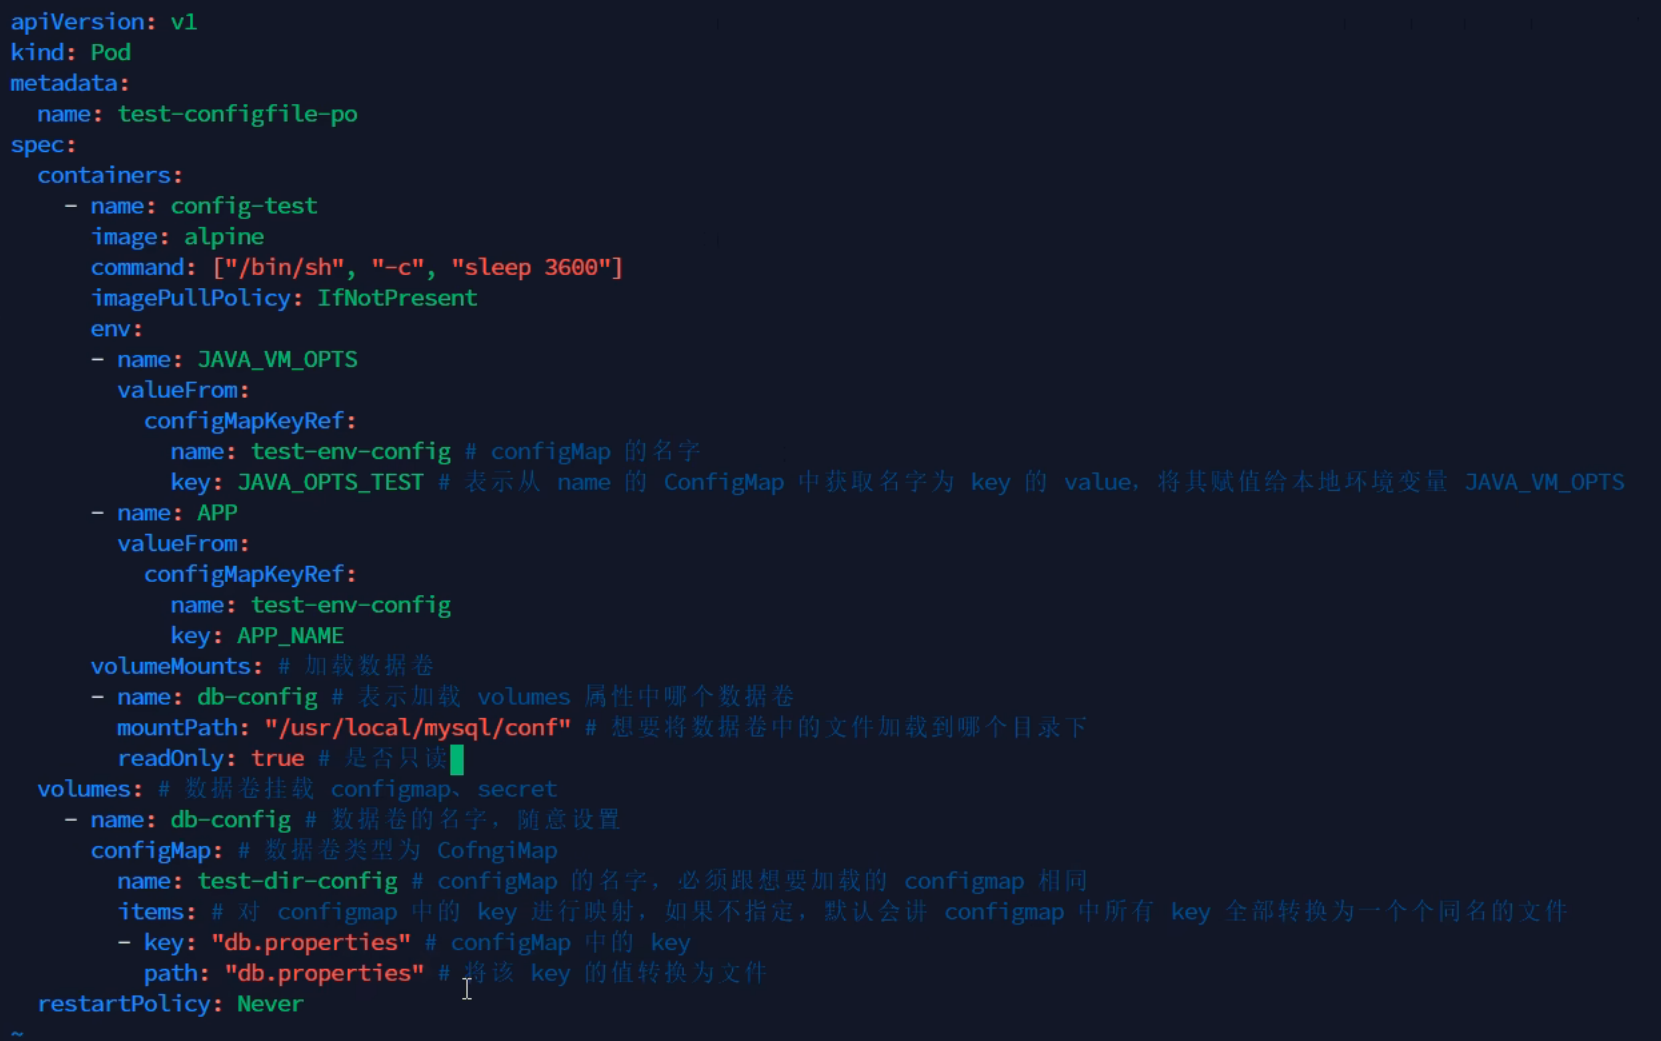 apiVersion: v1
kind: Pod
metadata:
  name: test-configfile-po
spec:
  containers:
    - name: config-test
      image: alpine
      command: ["/bin/sh", "-c", "sleep 3600"]
      imagePullPolicy: IfNotPresent
      env:
      - name: JAVA_VM_OPTS
        valueFrom:
          configMapKeyRef:
            name: test-env-config # configMap 的名字
            key: JAVA_OPTS_TEST # 表示从 name 的 ConfigMap 中获取名字为 key 的 value，将其赋值给本地环境变量 JAVA_VM_OPTS
      - name: APP
        valueFrom:
          configMapKeyRef:
            name: test-env-config
            key: APP_NAME
      volumeMounts: # 加载数据卷
      - name: db-config # 表示加载 volumes 属性中哪个数据卷
        mountPath: "/usr/local/mysql/conf" # 想要将数据卷中的文件加载到哪个目录下
        readOnly: true # 是否只读
  volumes: # 数据卷挂载 configmap、secret
    - name: db-config # 数据卷的名字，随意设置
      configMap: # 数据卷类型为 CofngiMap
        name: test-dir-config # configMap 的名字，必须跟想要加载的 configmap 相同
        items: # 对 configmap 中的 key 进行映射，如果不指定，默认会讲 configmap 中所有 key 全部转换为一个个同名的文件
        - key: "db.properties" # configMap 中的 key
          path: "db.properties" # 将该 key 的值转换为文件
  restartPolicy: Never
~